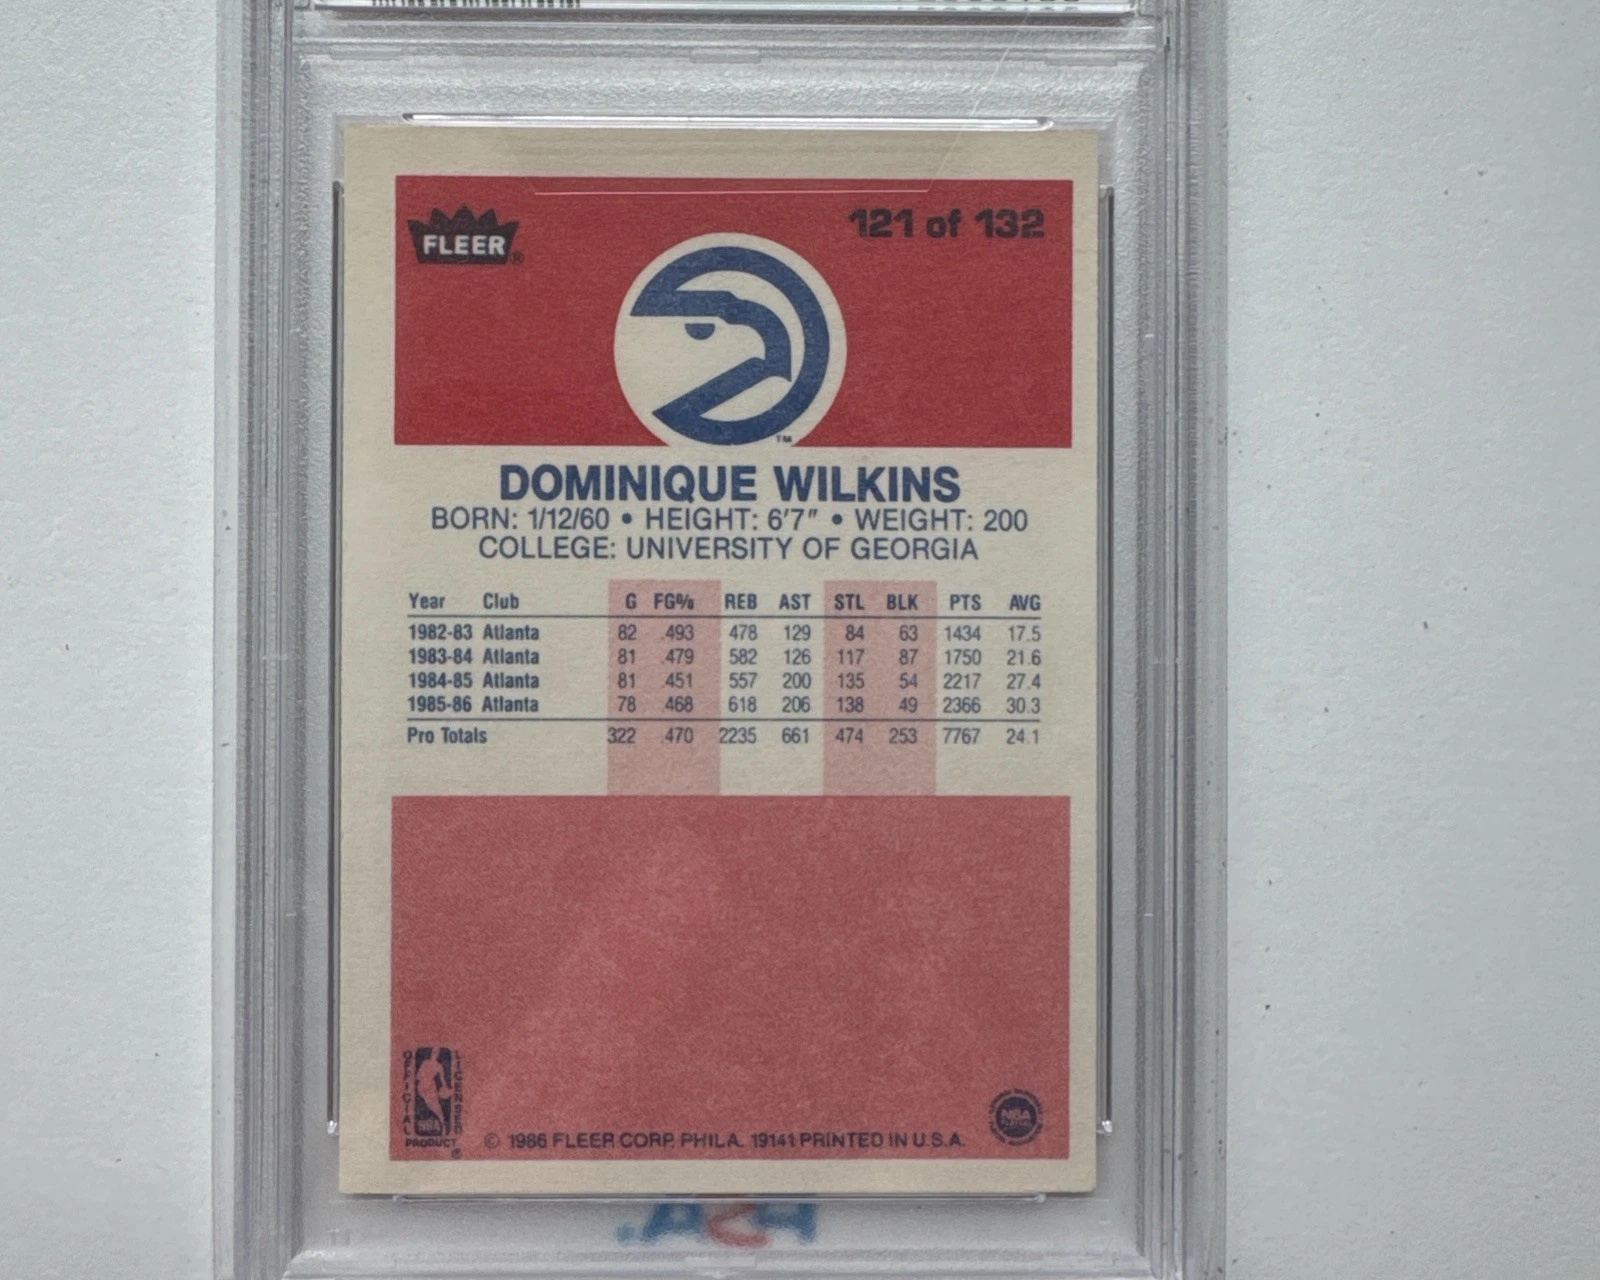 FLEER®
121 of 132
TM
DOMINIQUE WILKINS
BORN: 1/12/60 • HEIGHT: 6'7" • WEIGHT: 200
COLLEGE: UNIVERSITY OF GEORGIA
Year Club G FG% REB AST STL BLK PTS AVG
1982-83 Atlanta 82 .493 478 129 84 63 1434 17.5
1983-84 Atlanta 81 .479 582 126 117 87 1750 21.6
1984-85 Atlanta 81 .451 557 200 135 54 2217 27.4
1985-86 Atlanta 78 .468 618 206 138 49 2366 30.3
Pro Totals 322 .470 2235 661 474 253 7767 24.1
OFFICIAL LICENSED
NBA
PRODUCT ®
© 1986 FLEER CORP. PHILA. 19141 PRINTED IN U.S.A.
NBA
PSA